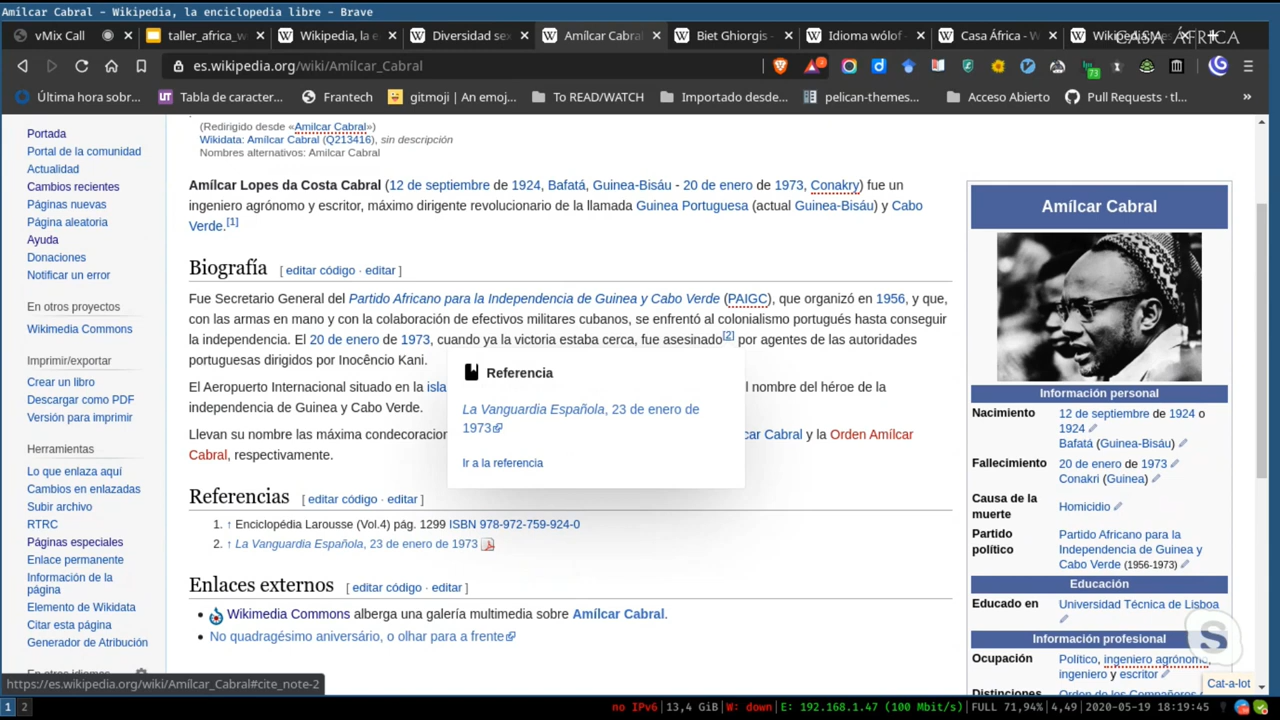 Amílcar Cabral - Wikipedia, la enciclopedia libre - Brave
vMix Call
taller_africa_w
Wikipedia, la e
Diversidad sex
Amílcar Cabral
Biet Ghiorgis -
Idioma wólof -
Casa África - W
CASA ÁFRICA
es.wikipedia.org/wiki/Amílcar_Cabral
73
Última hora sobr...
Tabla de caracter...
Frantech
gitmoji | An emoj...
To READ/WATCH
Importado desde...
pelican-themes...
Acceso Abierto
Pull Requests · tl...
»
Portada
Portal de la comunidad
Actualidad
Cambios recientes
Páginas nuevas
Página aleatoria
Ayuda
Donaciones
Notificar un error
En otros proyectos
Wikimedia Commons
Imprimir/exportar
Crear un libro
Descargar como PDF
Versión para imprimir
Herramientas
Lo que enlaza aquí
Cambios en enlazadas
Subir archivo
RTRC
Páginas especiales
Enlace permanente
Información de la
página
Elemento de Wikidata
Citar esta página
Generador de Atribución
En otros idiomas
(Redirigido desde «Amilcar Cabral»)
Wikidata: Amílcar Cabral (Q213416), sin descripción
Nombres alternativos: Amilcar Cabral
Amílcar Lopes da Costa Cabral (12 de septiembre de 1924, Bafatá, Guinea-Bisáu - 20 de enero de 1973, Conakry) fue un
ingeniero agrónomo y escritor, máximo dirigente revolucionario de la llamada Guinea Portuguesa (actual Guinea-Bisáu) y Cabo
Verde.[1]
Biografía [ editar código · editar ]
Fue Secretario General del Partido Africano para la Independencia de Guinea y Cabo Verde (PAIGC), que organizó en 1956, y que,
con las armas en mano y con la colaboración de efectivos militares cubanos, se enfrentó al colonialismo portugués hasta conseguir
la independencia. El 20 de enero de 1973, cuando ya la victoria estaba cerca, fue asesinado[2] por agentes de las autoridades
portuguesas dirigidos por Inocêncio Kani.
El Aeropuerto Internacional situado en la isla l nombre del héroe de la
independencia de Guinea y Cabo Verde.
Llevan su nombre las máxima condecoracion car Cabral y la Orden Amílcar
Cabral, respectivamente.
Referencia
La Vanguardia Española, 23 de enero de
1973
Ir a la referencia
Referencias [ editar código · editar ]
1. ↑ Enciclopédia Larousse (Vol.4) pág. 1299 ISBN 978-972-759-924-0
2. ↑ La Vanguardia Española, 23 de enero de 1973
Enlaces externos [ editar código · editar ]
• Wikimedia Commons alberga una galería multimedia sobre Amílcar Cabral.
• No quadragésimo aniversário, o olhar para a frente
Amílcar Cabral
Información personal
Nacimiento 12 de septiembre de 1924 o
1924
Bafatá (Guinea-Bisáu)
Fallecimiento 20 de enero de 1973
Conakri (Guinea)
Causa de la
muerte Homicidio
Partido
político Partido Africano para la
Independencia de Guinea y
Cabo Verde (1956-1973)
Educación
Educado en Universidad Técnica de Lisboa
Información profesional
Ocupación Político, ingeniero agrónomo,
ingeniero y escritor
Distinciones Orden de los Compañeros
Cat-a-lot
https://es.wikipedia.org/wiki/Amílcar_Cabral#cite_note-2
1 2
no IPv6 | 13,4 GiB | W: down | E: 192.168.1.47 (100 Mbit/s) | FULL 71,94% | 4,49 | 2020-05-19 18:19:45